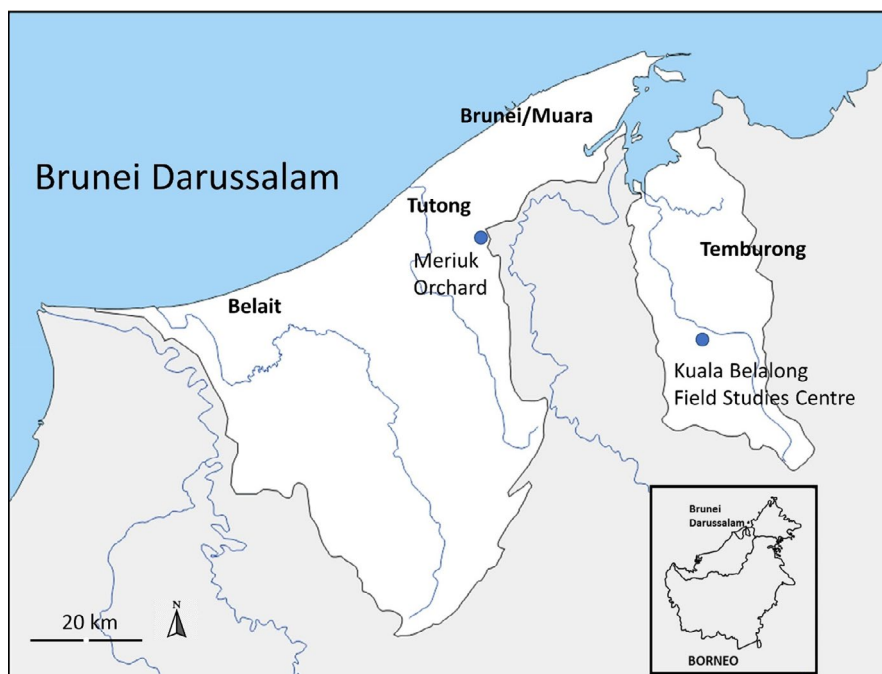 Brunei/Muara
Brunei Darussalam
Tutong
Meriuk
Orchard
Temburong
Belait
Kuala Belalong
Field Studies Centre
Brunei
Darussalam
N
20 km
BORNEO